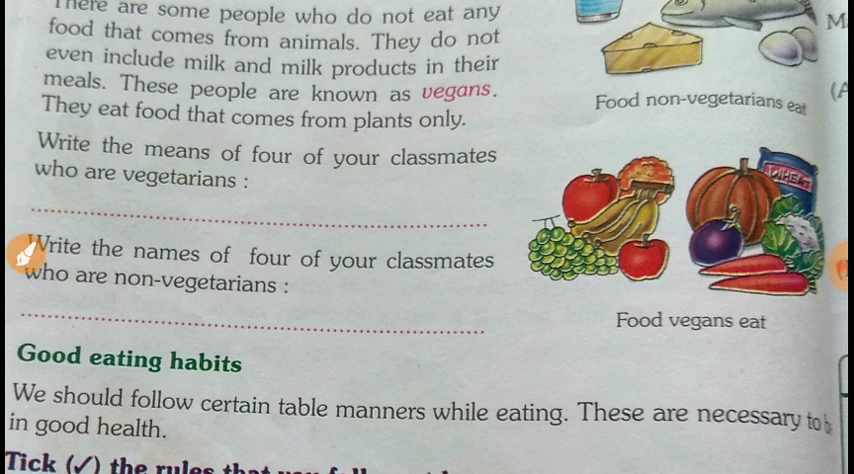 There are some people who do not eat any
food that comes from animals. They do not
even include milk and milk products in their
meals. These people are known as vegans.
They eat food that comes from plants only.
Write the means of four of your classmates
who are vegetarians :
Write the names of four of your classmates
who are non-vegetarians :
Good eating habits
We should follow certain table manners while eating. These are necessary to
in good health.
Tick (✓) the rules that you
Food non-vegetarians eat
WHEAT
Food vegans eat
M
(A